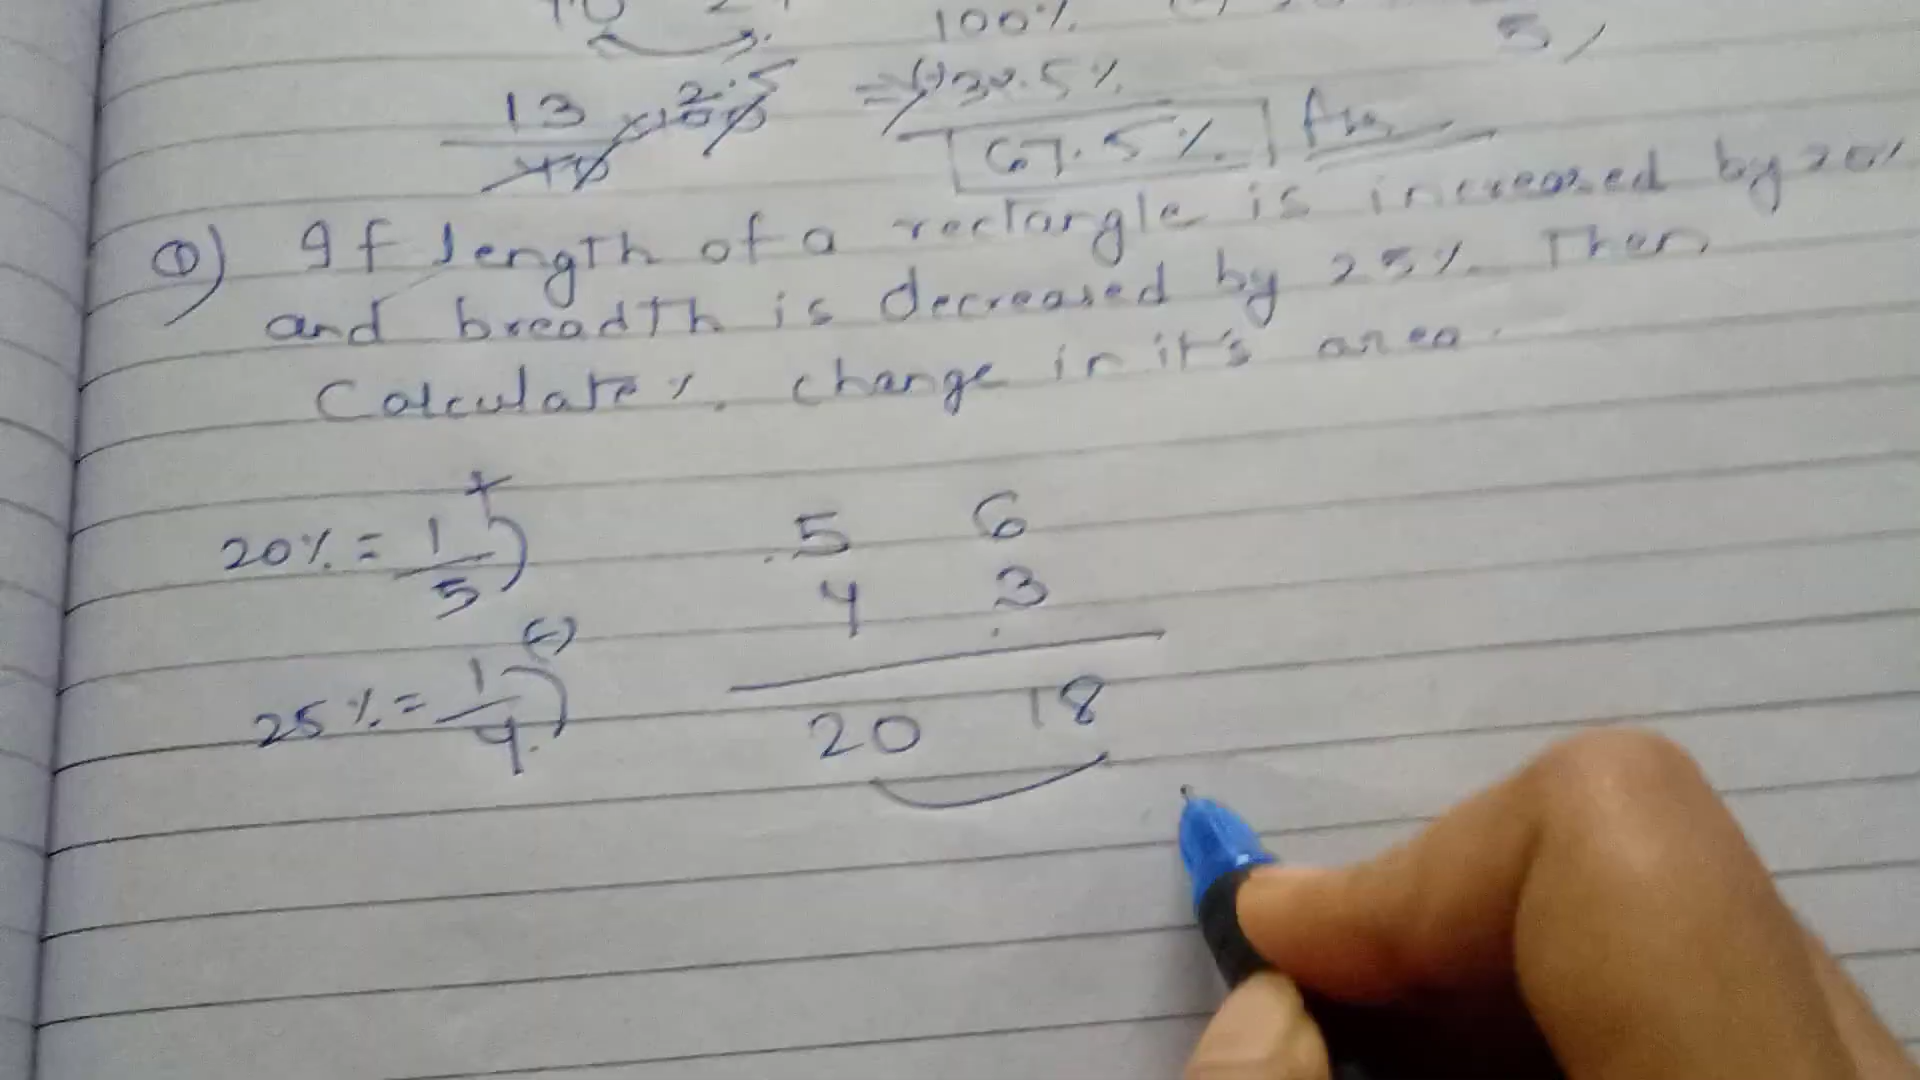 100%
5
13
2.5
32.5%
67.5% Ans
Q) If length of a rectangle is increased by 20%
and breadth is decreased by 25%. Then
Calculate % change in it's area.
20% = 1/5 +
5 6
4 3
25% = 1/4 (-)
20 18